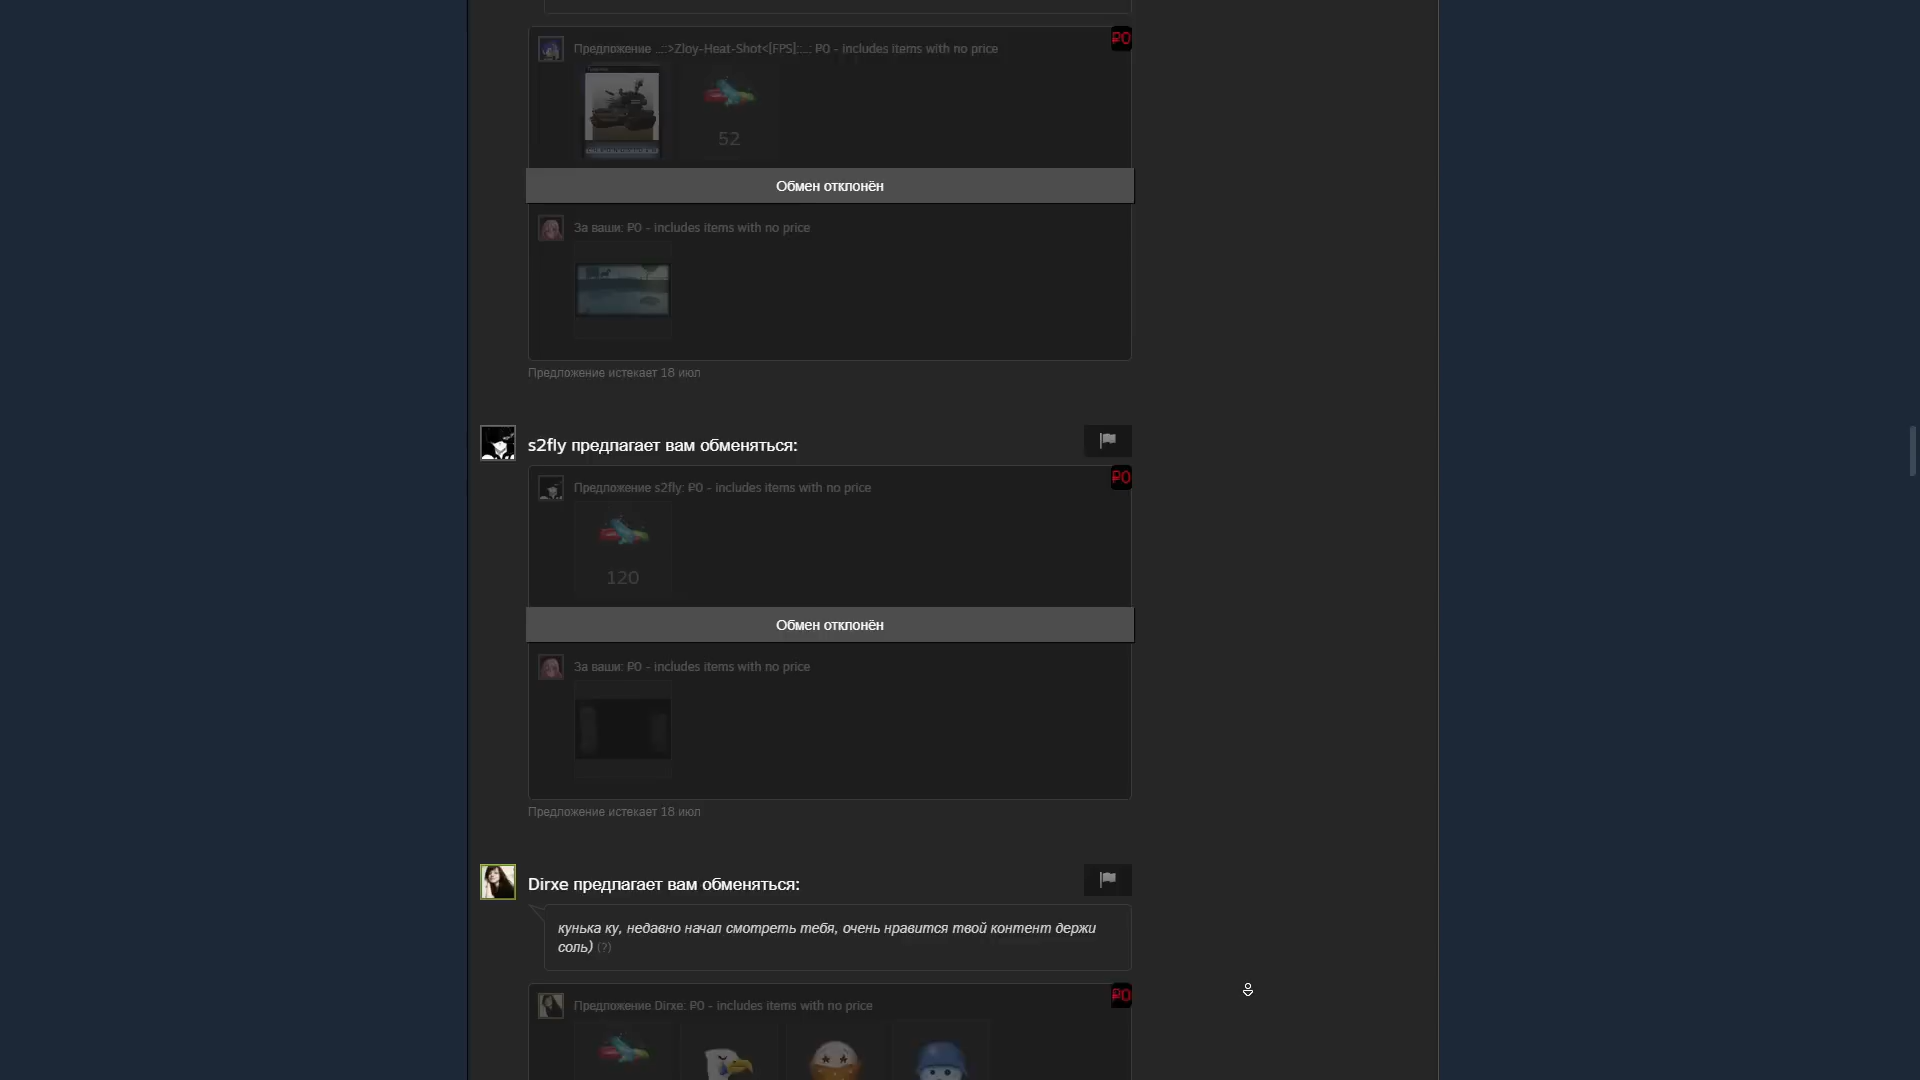 Предложение ..::>Zloy-Heat-Shot<[FPS]::..: ₽0 - includes items with no price
₽0
52
Обмен отклонён
За ваши: ₽0 - includes items with no price
Предложение истекает 18 июл
s2fly предлагает вам обменяться:
Предложение s2fly: ₽0 - includes items with no price
₽0
120
Обмен отклонён
За ваши: ₽0 - includes items with no price
Предложение истекает 18 июл
Dirxe предлагает вам обменяться:
кунька ку, недавно начал смотреть тебя, очень нравится твой контент держи
соль) (?)
Предложение Dirxe: ₽0 - includes items with no price
₽0